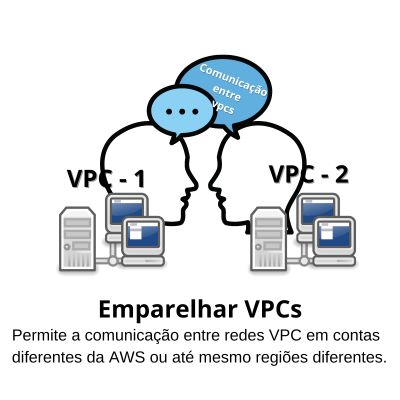 Comunicação
entre
vpcs
VPC - 1
VPC - 2
Emparelhar VPCs
Permite a comunicação entre redes VPC em contas
diferentes da AWS ou até mesmo regiões diferentes.